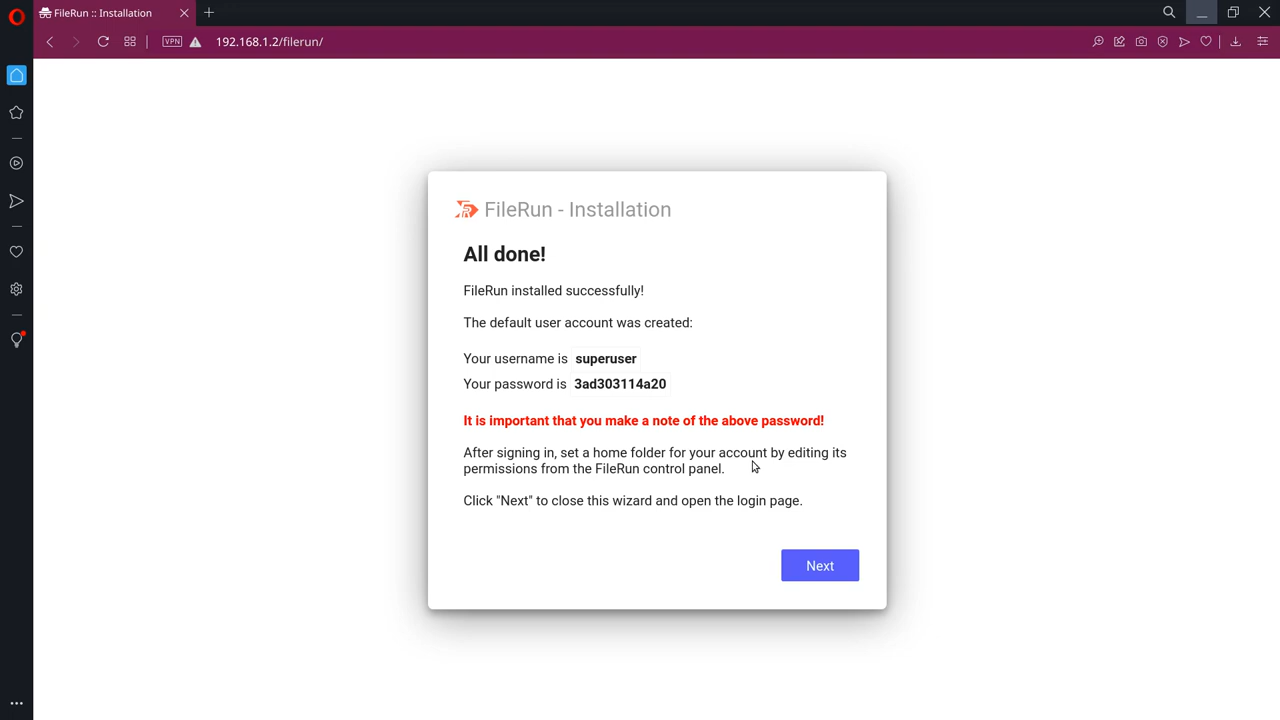 FileRun :: Installation
VPN
192.168.1.2/filerun/
FileRun - Installation
All done!
FileRun installed successfully!
The default user account was created:
Your username is superuser
Your password is 3ad303114a20
It is important that you make a note of the above password!
After signing in, set a home folder for your account by editing its
permissions from the FileRun control panel.
Click "Next" to close this wizard and open the login page.
Next